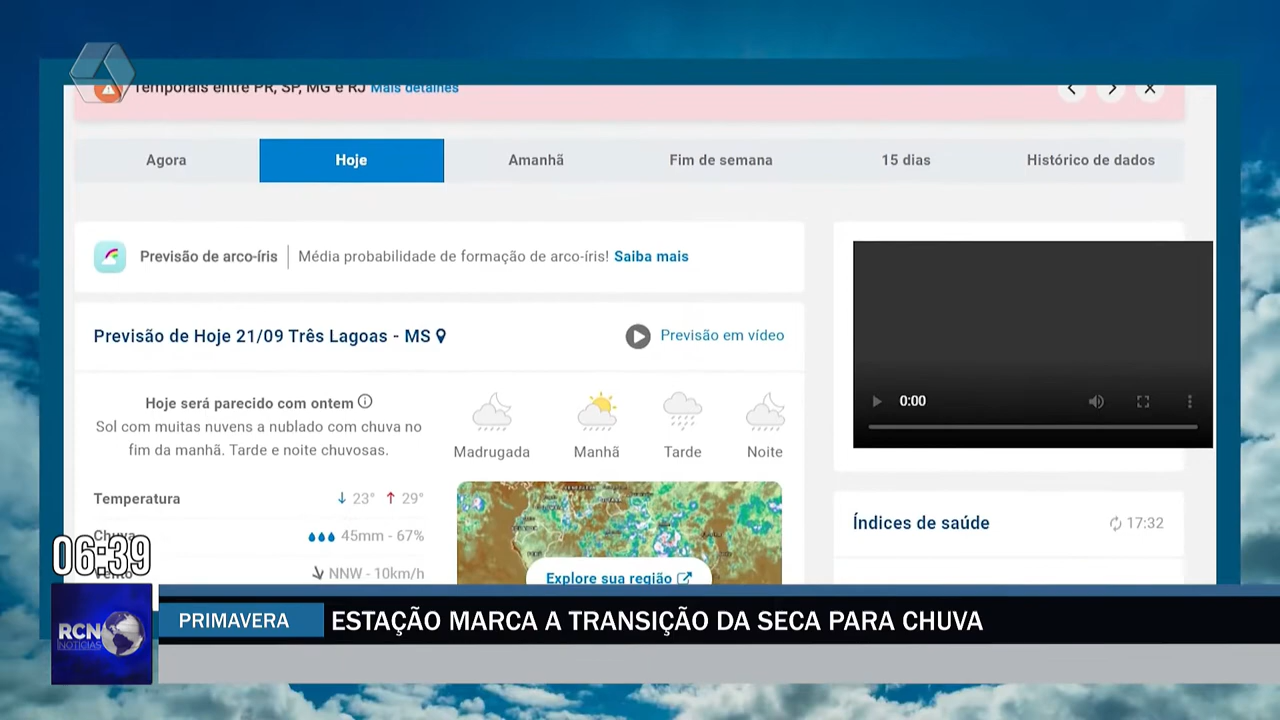 Temporais entre PR, SP, MG e RJ Mais detalhes
Agora
Hoje
Amanhã
Fim de semana
15 dias
Histórico de dados
Previsão de arco-íris
Média probabilidade de formação de arco-íris! Saiba mais
Previsão de Hoje 21/09 Três Lagoas - MS
Previsão em vídeo
0:00
Hoje será parecido com ontem
Sol com muitas nuvens a nublado com chuva no
fim da manhã. Tarde e noite chuvosas.
Madrugada
Manhã
Tarde
Noite
Temperatura
23° 29°
Chuva
45mm - 67%
Vento
NNW - 10km/h
Explore sua região
Índices de saúde
17:32
06:39
RCN
NOTÍCIAS
PRIMAVERA
ESTAÇÃO MARCA A TRANSIÇÃO DA SECA PARA CHUVA